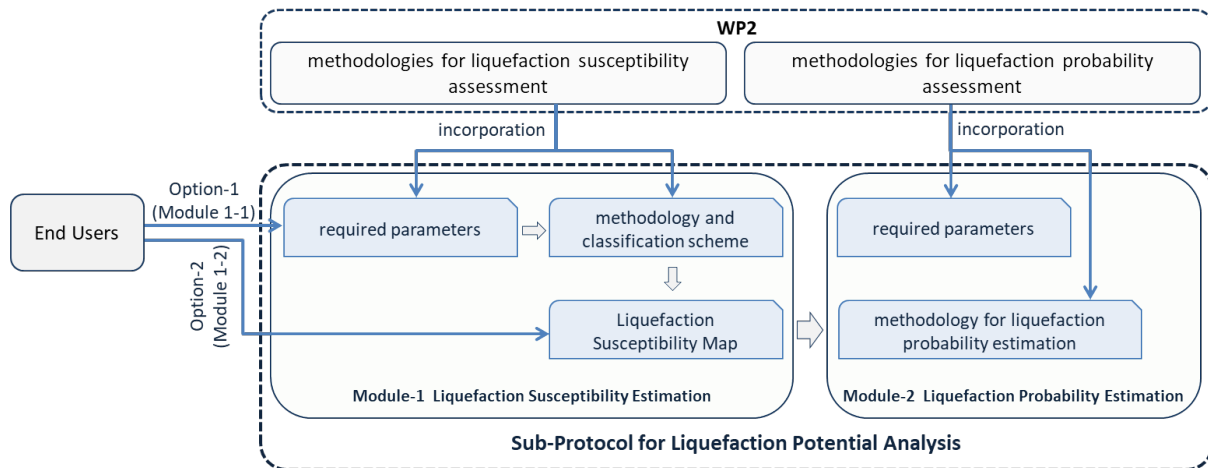 WP2
methodologies for liquefaction susceptibility
assessment
methodologies for liquefaction probability
assessment
incorporation
incorporation
End Users
Option-1
(Module 1-1)
Option-2
(Module 1-2)
required parameters
methodology and
classification scheme
Liquefaction
Susceptibility Map
Module-1 Liquefaction Susceptibility Estimation
required parameters
methodology for liquefaction
probability estimation
Module-2 Liquefaction Probability Estimation
Sub-Protocol for Liquefaction Potential Analysis